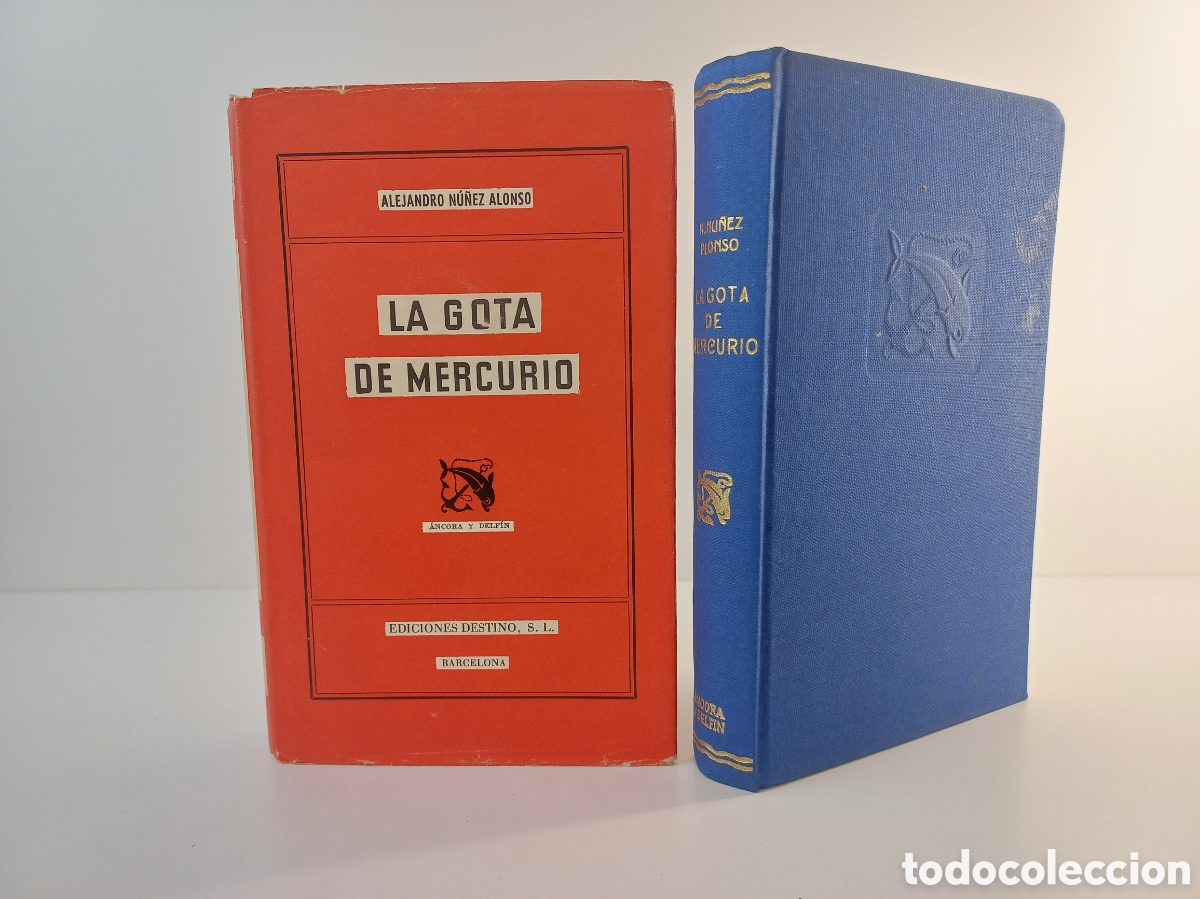 ALEJANDRO NÚÑEZ ALONSO
LA GOTA
DE MERCURIO
ÁNCORA Y DELFÍN
EDICIONES DESTINO, S. L.
BARCELONA
NUÑEZ
ALONSO
LA GOTA
DE
MERCURIO
ANCORA
DELFIN
todocoleccion